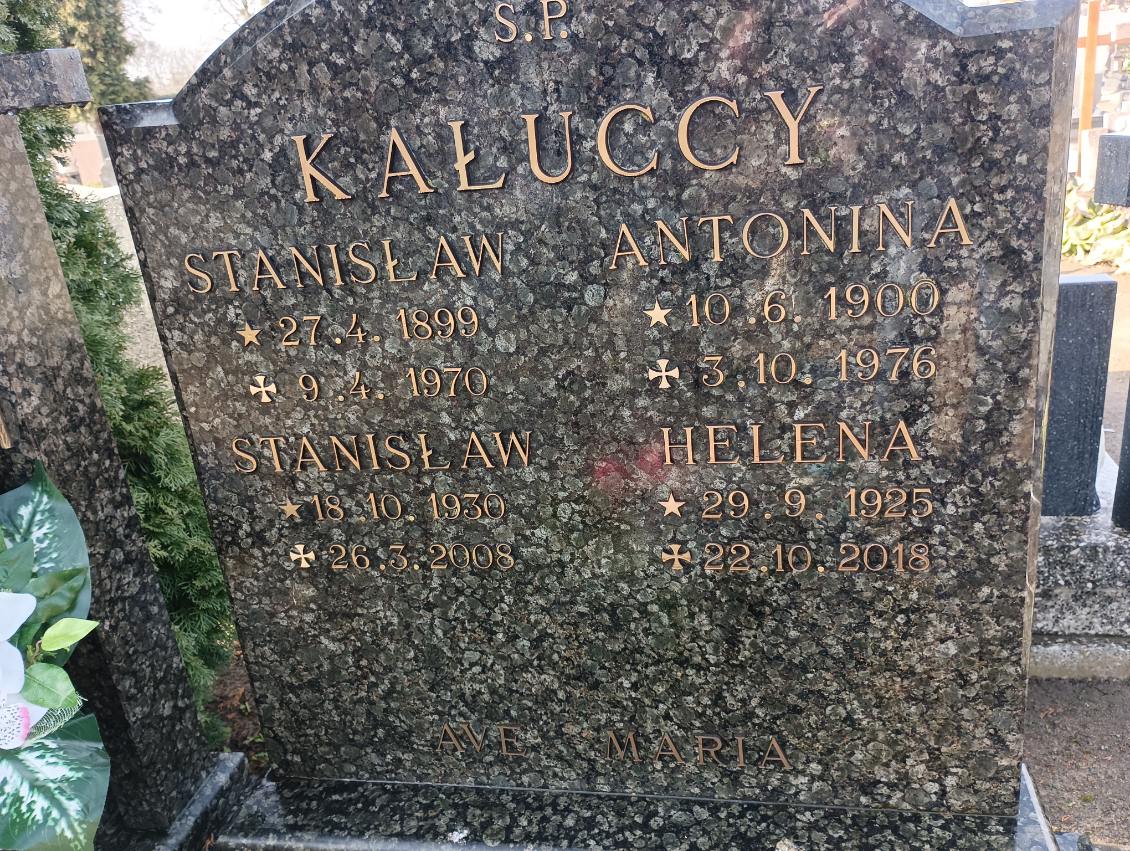 S.P.
KAŁUCCY
STANISŁAW ANTONINA
★ 27.4.1899 ★ 10.6.1900
✠ 9.4.1970 ✠ 3.10.1976
STANISŁAW HELENA
★ 18.10.1930 ★ 29.9.1925
✠ 26.3.2008 ✠ 22.10.2018
AVE MARIA